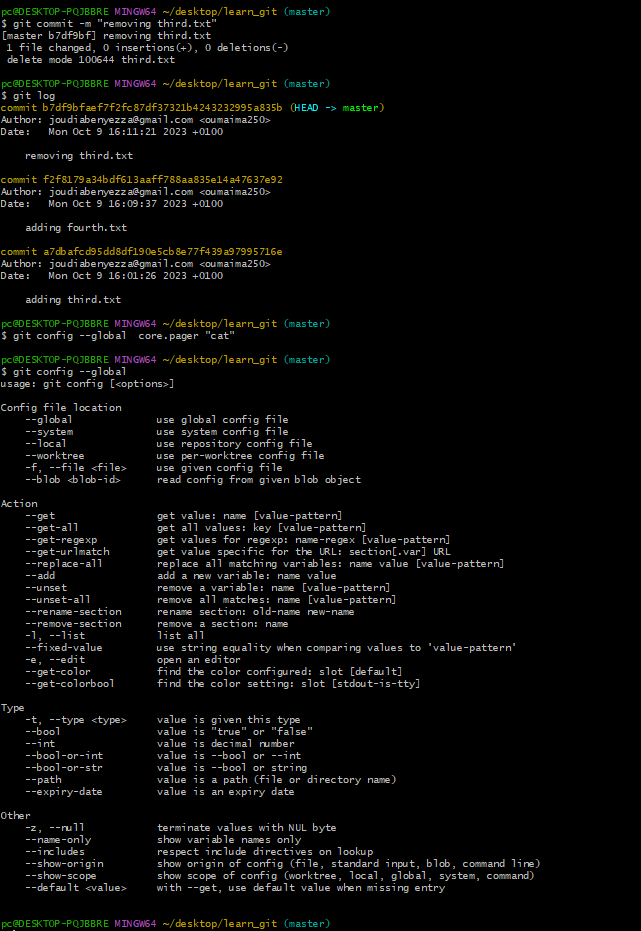 pc@DESKTOP-PQJBBRE MINGW64 ~/desktop/learn_git (master)
$ git commit -m "removing third.txt"
[master b7df9bf] removing third.txt
 1 file changed, 0 insertions(+), 0 deletions(-)
 delete mode 100644 third.txt

pc@DESKTOP-PQJBBRE MINGW64 ~/desktop/learn_git (master)
$ git log
commit b7df9bfaef7f2fc87df37321b4243232995a835b (HEAD -> master)
Author: joudiabenyezza@gmail.com <oumaima250>
Date:   Mon Oct 9 16:11:21 2023 +0100

    removing third.txt

commit f2f8179a34bdf613aaff788aa835e14a47637e92
Author: joudiabenyezza@gmail.com <oumaima250>
Date:   Mon Oct 9 16:09:37 2023 +0100

    adding fourth.txt

commit a7dbafcd95dd8df190e5cb8e77f439a97995716e
Author: joudiabenyezza@gmail.com <oumaima250>
Date:   Mon Oct 9 16:01:26 2023 +0100

    adding third.txt

pc@DESKTOP-PQJBBRE MINGW64 ~/desktop/learn_git (master)
$ git config --global  core.pager "cat"

pc@DESKTOP-PQJBBRE MINGW64 ~/desktop/learn_git (master)
$ git config --global
usage: git config [<options>]

Config file location
    --global              use global config file
    --system              use system config file
    --local               use repository config file
    --worktree            use per-worktree config file
    -f, --file <file>     use given config file
    --blob <blob-id>      read config from given blob object

Action
    --get                 get value: name [value-pattern]
    --get-all             get all values: key [value-pattern]
    --get-regexp          get values for regexp: name-regex [value-pattern]
    --get-urlmatch        get value specific for the URL: section[.var] URL
    --replace-all         replace all matching variables: name value [value-pattern]
    --add                 add a new variable: name value
    --unset               remove a variable: name [value-pattern]
    --unset-all           remove all matches: name [value-pattern]
    --rename-section      rename section: old-name new-name
    --remove-section      remove a section: name
    -l, --list            list all
    --fixed-value         use string equality when comparing values to 'value-pattern'
    -e, --edit            open an editor
    --get-color           find the color configured: slot [default]
    --get-colorbool       find the color setting: slot [stdout-is-tty]

Type
    -t, --type <type>     value is given this type
    --bool                value is "true" or "false"
    --int                 value is decimal number
    --bool-or-int         value is --bool or --int
    --bool-or-str         value is --bool or string
    --path                value is a path (file or directory name)
    --expiry-date         value is an expiry date

Other
    -z, --null            terminate values with NUL byte
    --name-only           show variable names only
    --includes            respect include directives on lookup
    --show-origin         show origin of config (file, standard input, blob, command line)
    --show-scope          show scope of config (worktree, local, global, system, command)
    --default <value>     with --get, use default value when missing entry

pc@DESKTOP-PQJBBRE MINGW64 ~/desktop/learn_git (master)